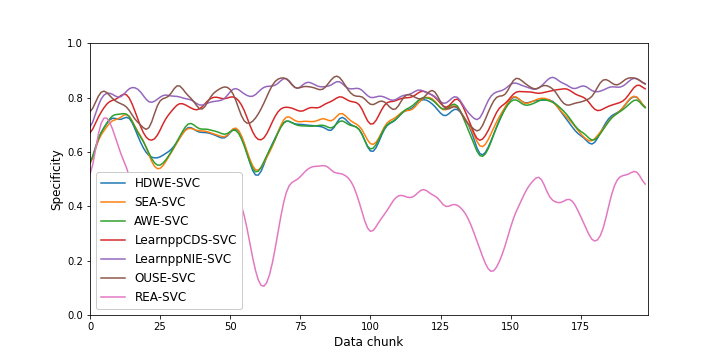 1.0
0.8
0.6
0.4
0.2
0.0
Specificity
HDWE-SVC
SEA-SVC
AWE-SVC
LearnppCDS-SVC
LearnppNIE-SVC
OUSE-SVC
REA-SVC
0 25 50 75 100 125 150 175
Data chunk